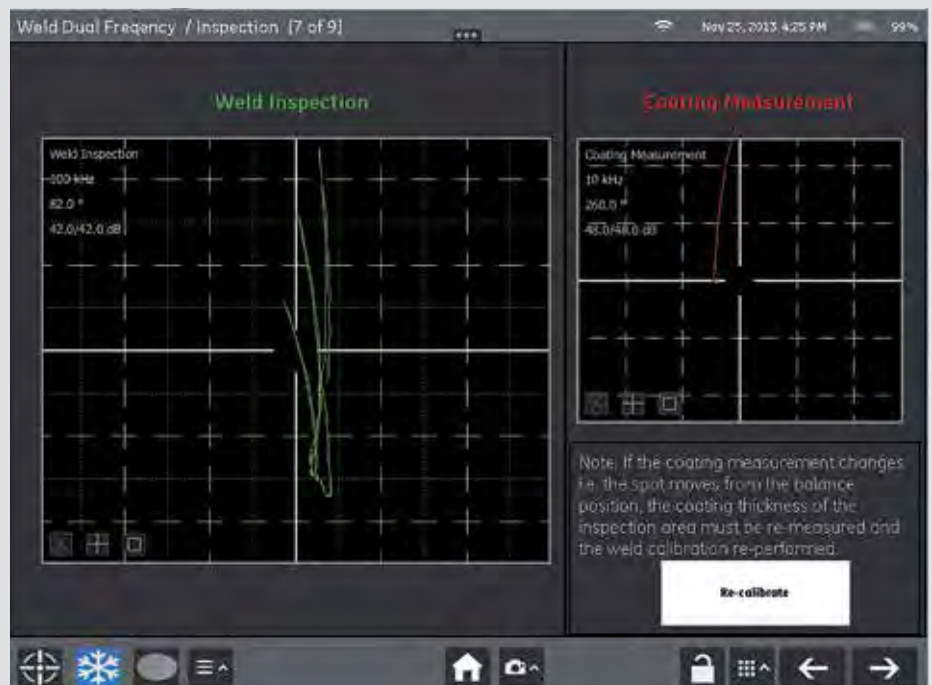 Weld Dual Freqency / Inspection [7 of 9]
Nov 25, 2013 4:25 PM
99%
Weld Inspection
Coating Measurement
Weld Inspection
100 kHz
82.0 °
42.0/42.0 dB
Coating Measurement
10 kHz
260.0 °
48.0/48.0 dB
Note. If the coating measurement changes
i.e. the spot moves from the balance
position, the coating thickness of the
inspection area must be re-measured and
the weld calibration re-performed.
Re-calibrate